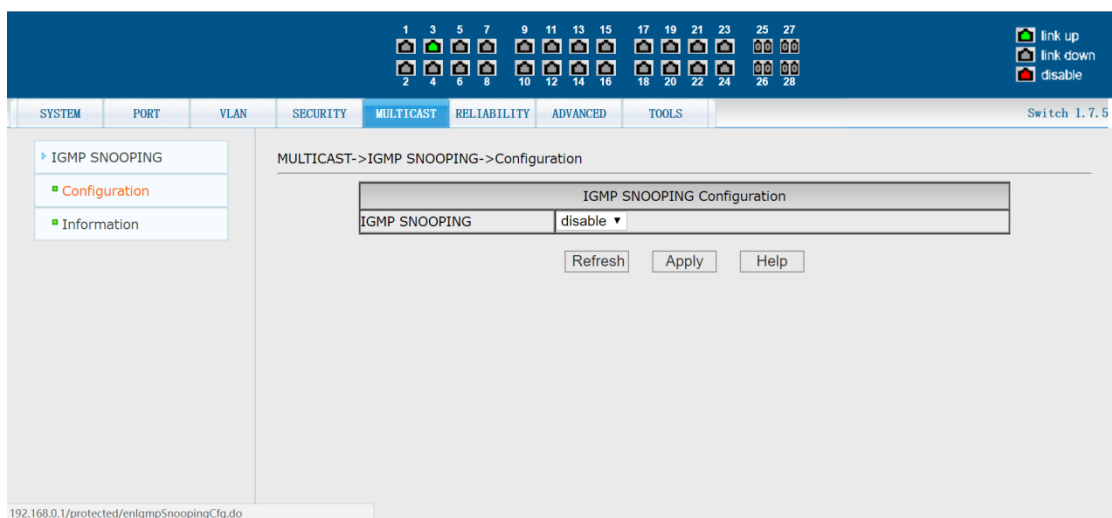 1 3 5 7 9 11 13 15 17 19 21 23 25 27
2 4 6 8 10 12 14 16 18 20 22 24 26 28
link up
link down
disable
SYSTEM PORT VLAN SECURITY MULTICAST RELIABILITY ADVANCED TOOLS Switch 1.7.5
IGMP SNOOPING
Configuration
Information
MULTICAST->IGMP SNOOPING->Configuration
IGMP SNOOPING Configuration
IGMP SNOOPING disable
Refresh Apply Help
192.168.0.1/protected/enIgmpSnoopingCfg.do